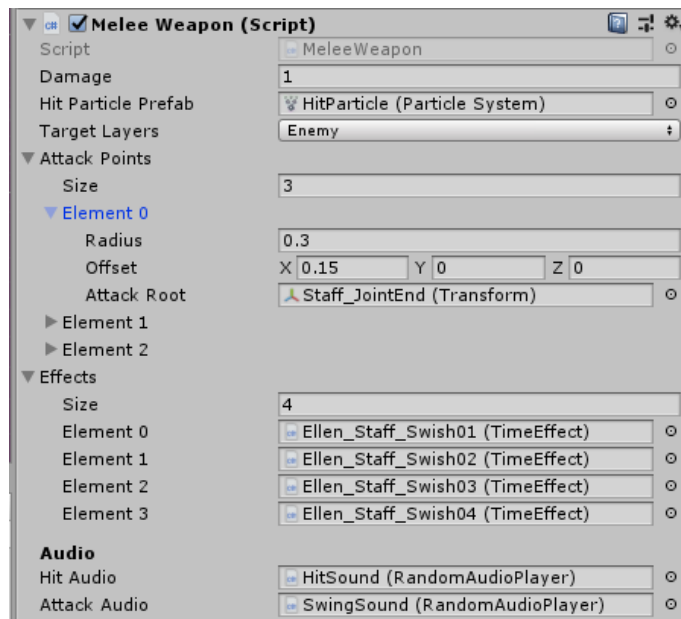 Melee Weapon (Script)
Script MeleeWeapon
Damage 1
Hit Particle Prefab HitParticle (Particle System)
Target Layers Enemy
Attack Points
Size 3
Element 0
Radius 0.3
Offset X 0.15 Y 0 Z 0
Attack Root Staff_JointEnd (Transform)
Element 1
Element 2
Effects
Size 4
Element 0 Ellen_Staff_Swish01 (TimeEffect)
Element 1 Ellen_Staff_Swish02 (TimeEffect)
Element 2 Ellen_Staff_Swish03 (TimeEffect)
Element 3 Ellen_Staff_Swish04 (TimeEffect)
Audio
Hit Audio HitSound (RandomAudioPlayer)
Attack Audio SwingSound (RandomAudioPlayer)